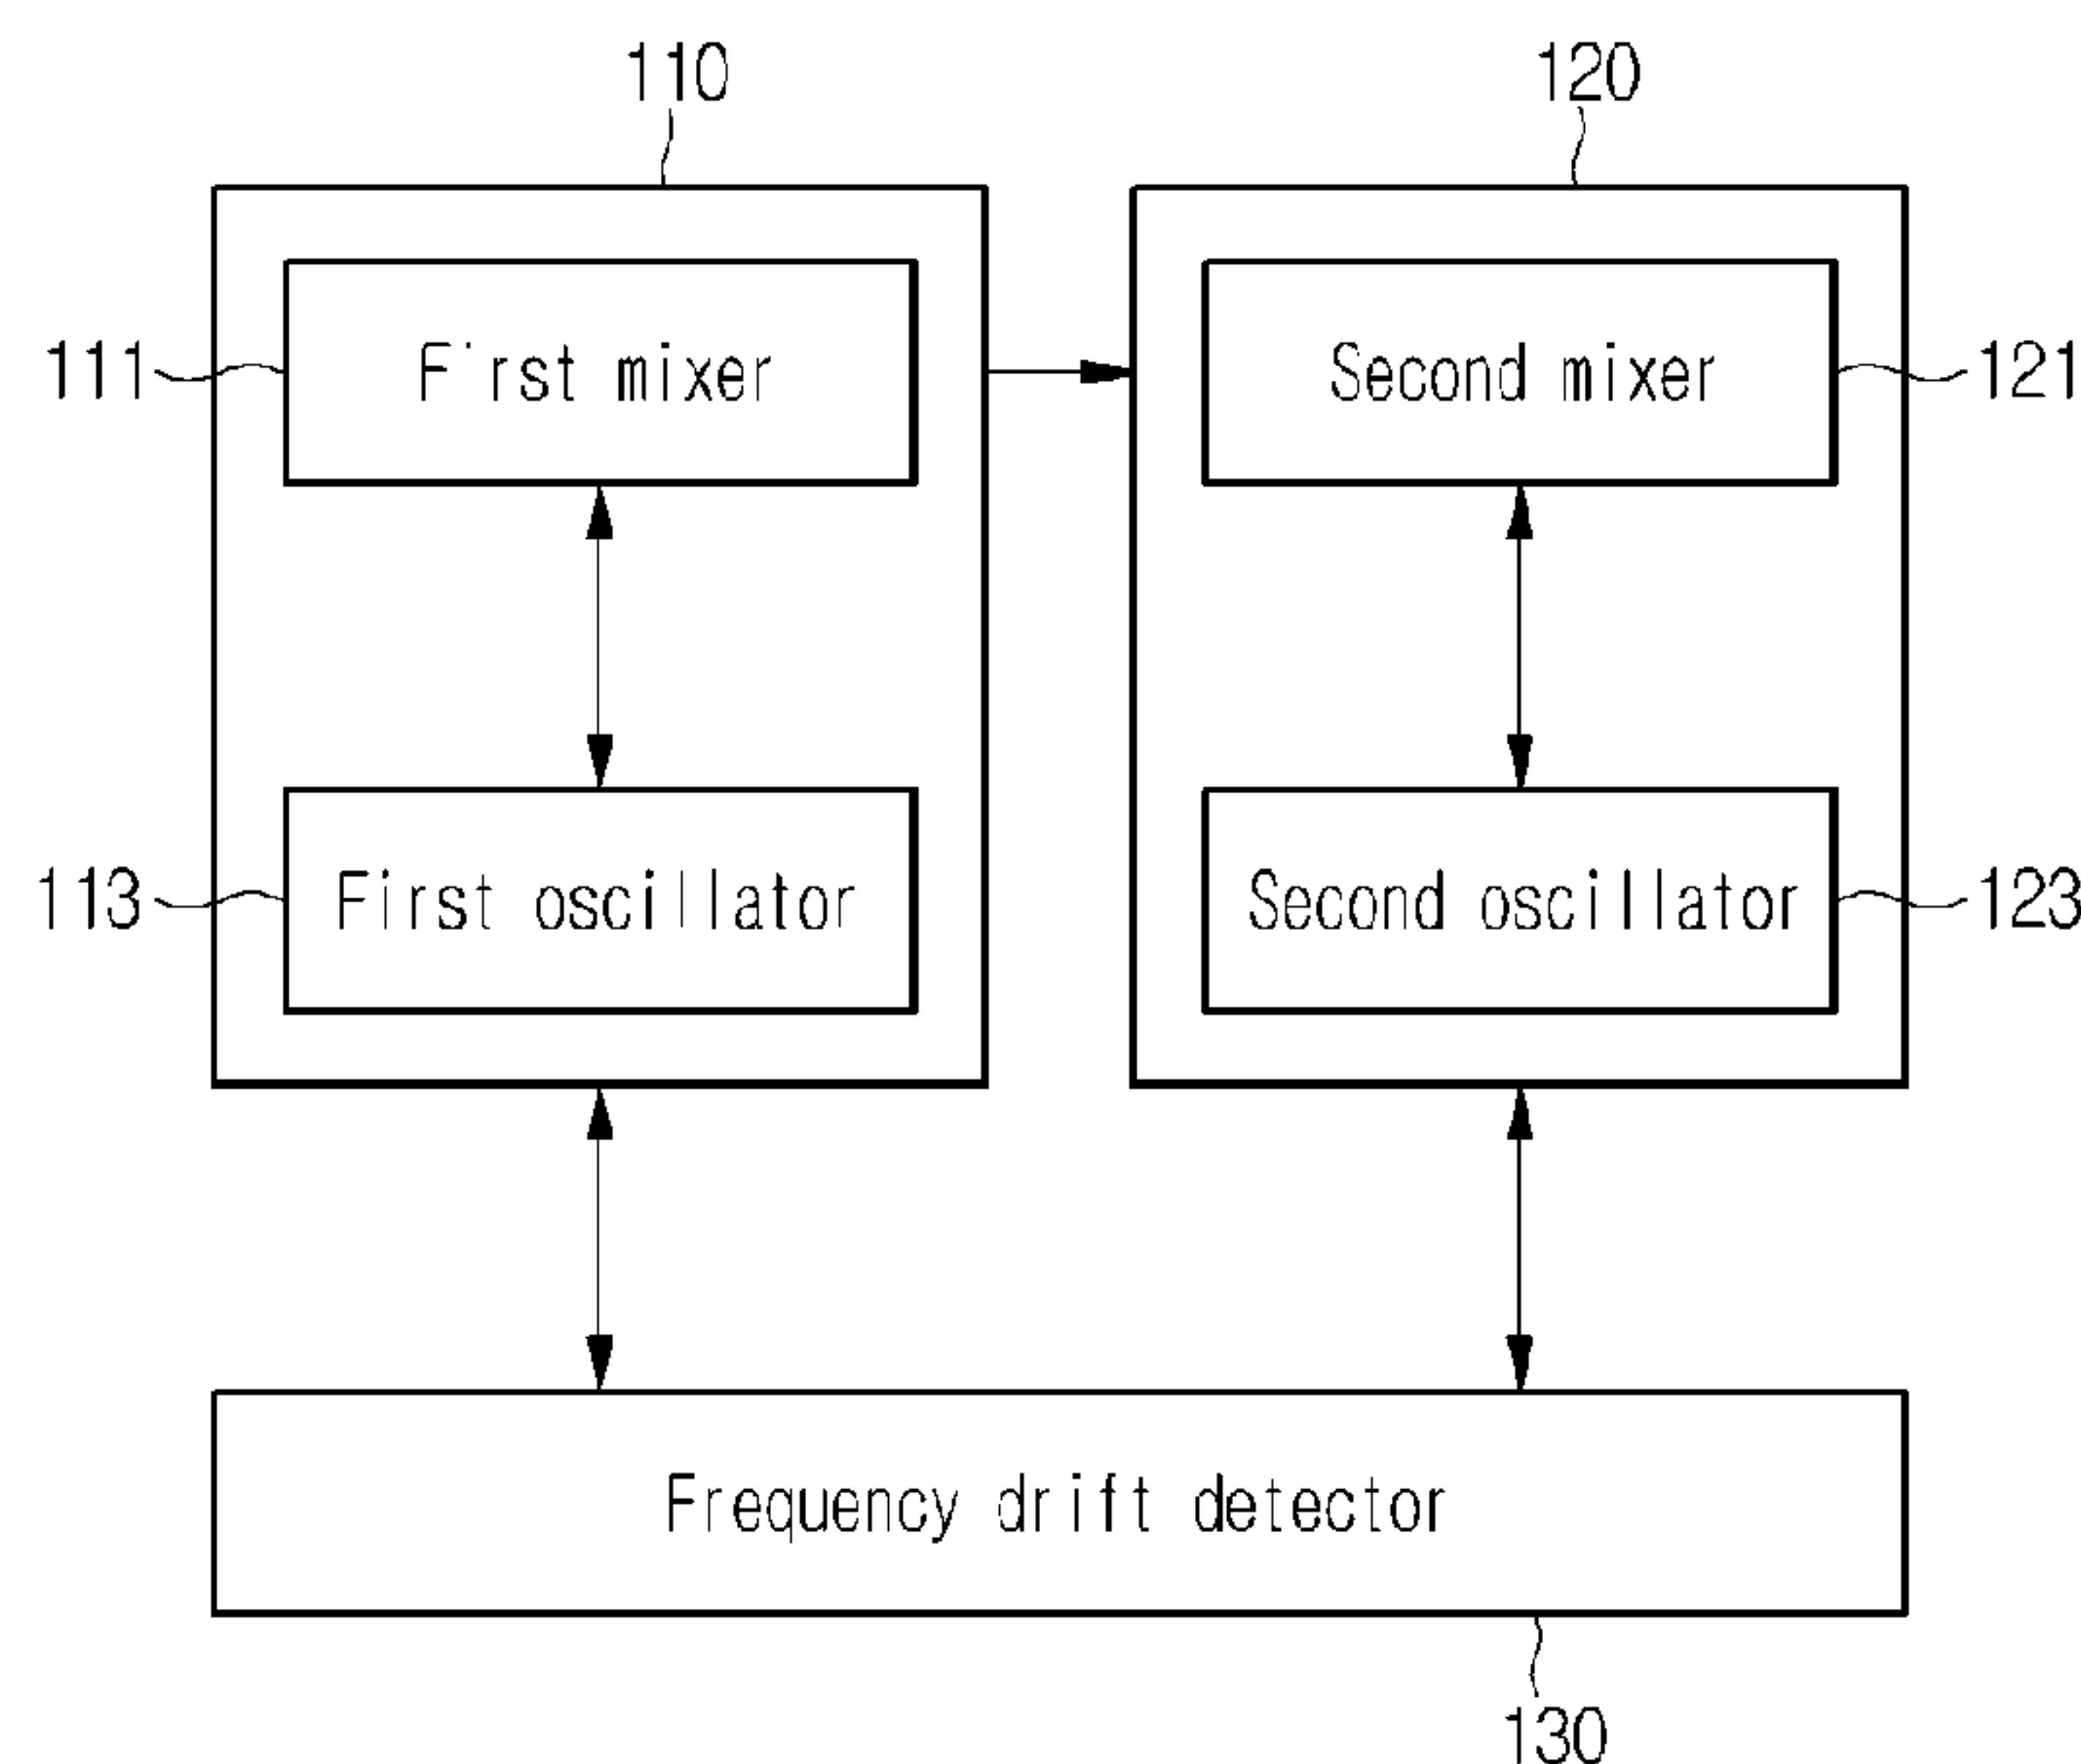 110
120
111
First mixer
Second mixer
121
113
First oscillator
Second oscillator
123
Frequency drift detector
130